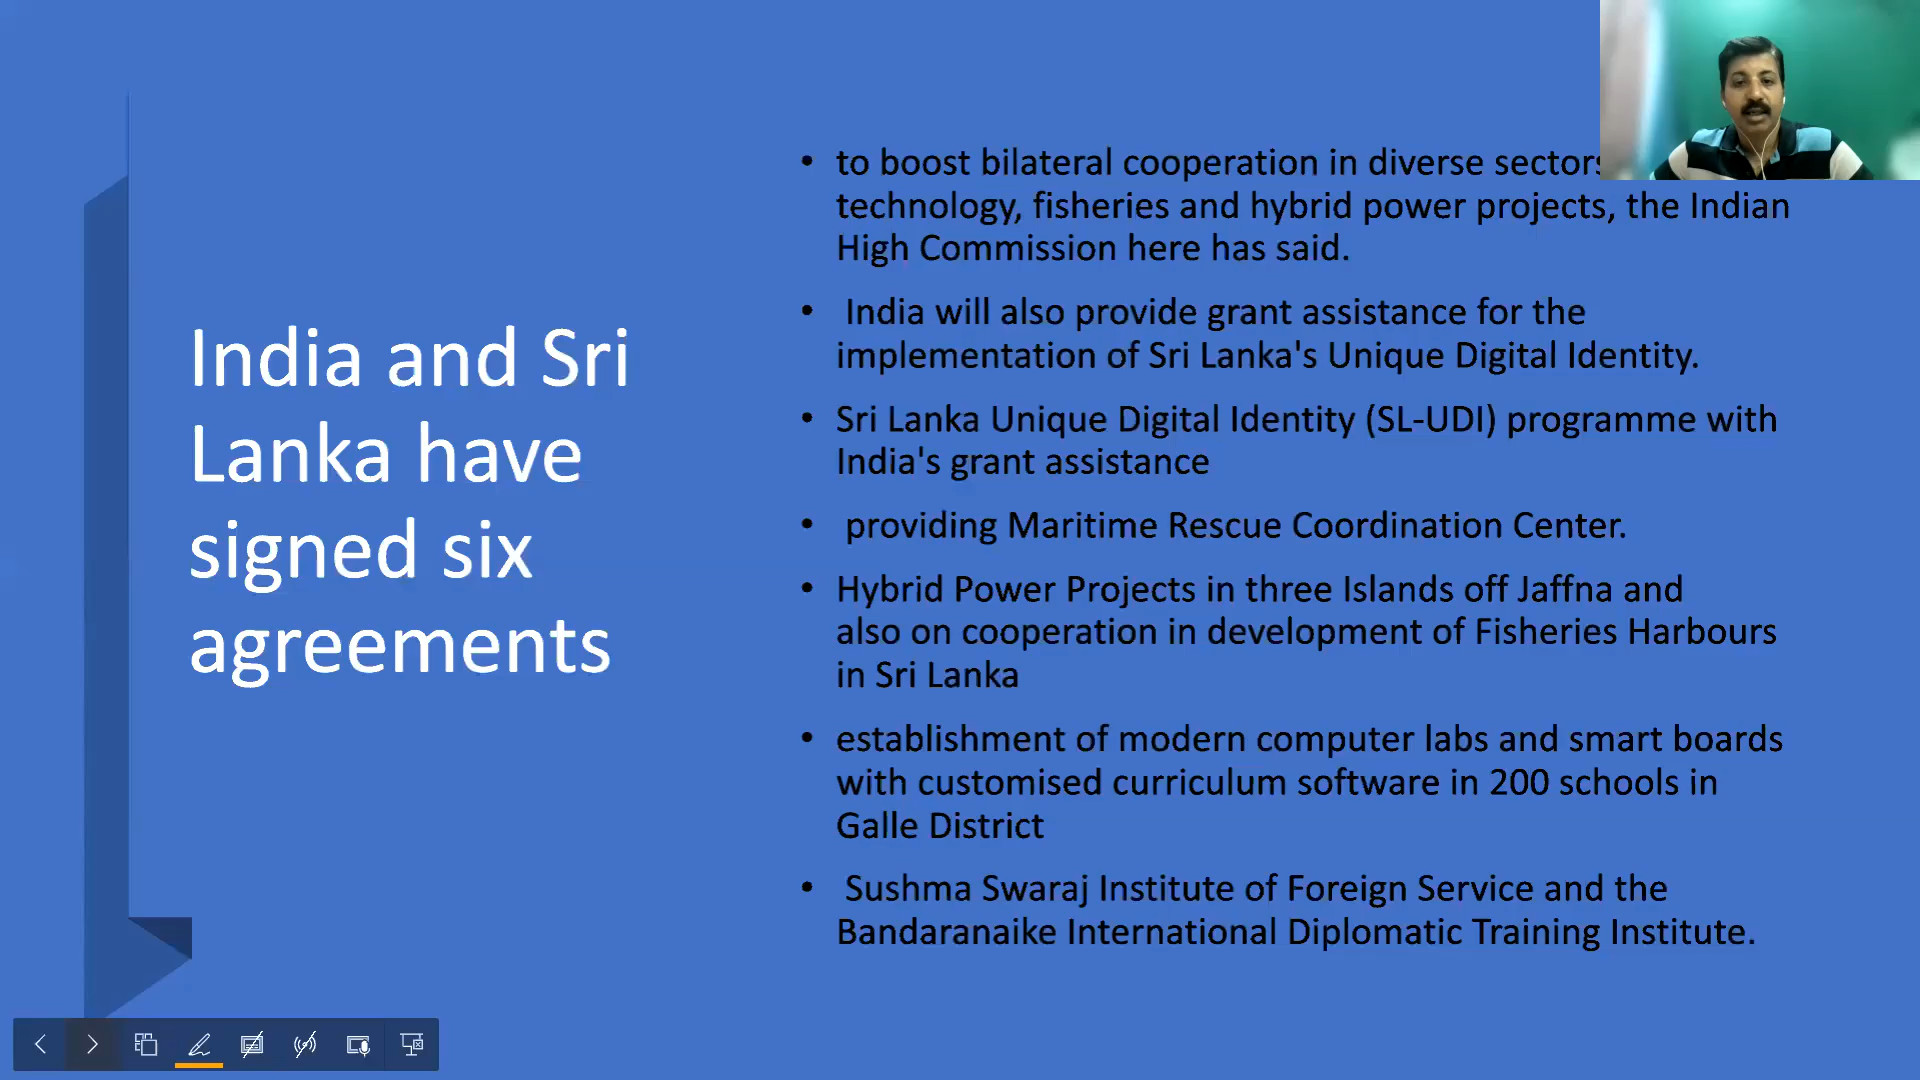 India and Sri
Lanka have
signed six
agreements
• to boost bilateral cooperation in diverse sectors
technology, fisheries and hybrid power projects, the Indian
High Commission here has said.
• India will also provide grant assistance for the
implementation of Sri Lanka's Unique Digital Identity.
• Sri Lanka Unique Digital Identity (SL-UDI) programme with
India's grant assistance
• providing Maritime Rescue Coordination Center.
• Hybrid Power Projects in three Islands off Jaffna and
also on cooperation in development of Fisheries Harbours
in Sri Lanka
• establishment of modern computer labs and smart boards
with customised curriculum software in 200 schools in
Galle District
• Sushma Swaraj Institute of Foreign Service and the
Bandaranaike International Diplomatic Training Institute.